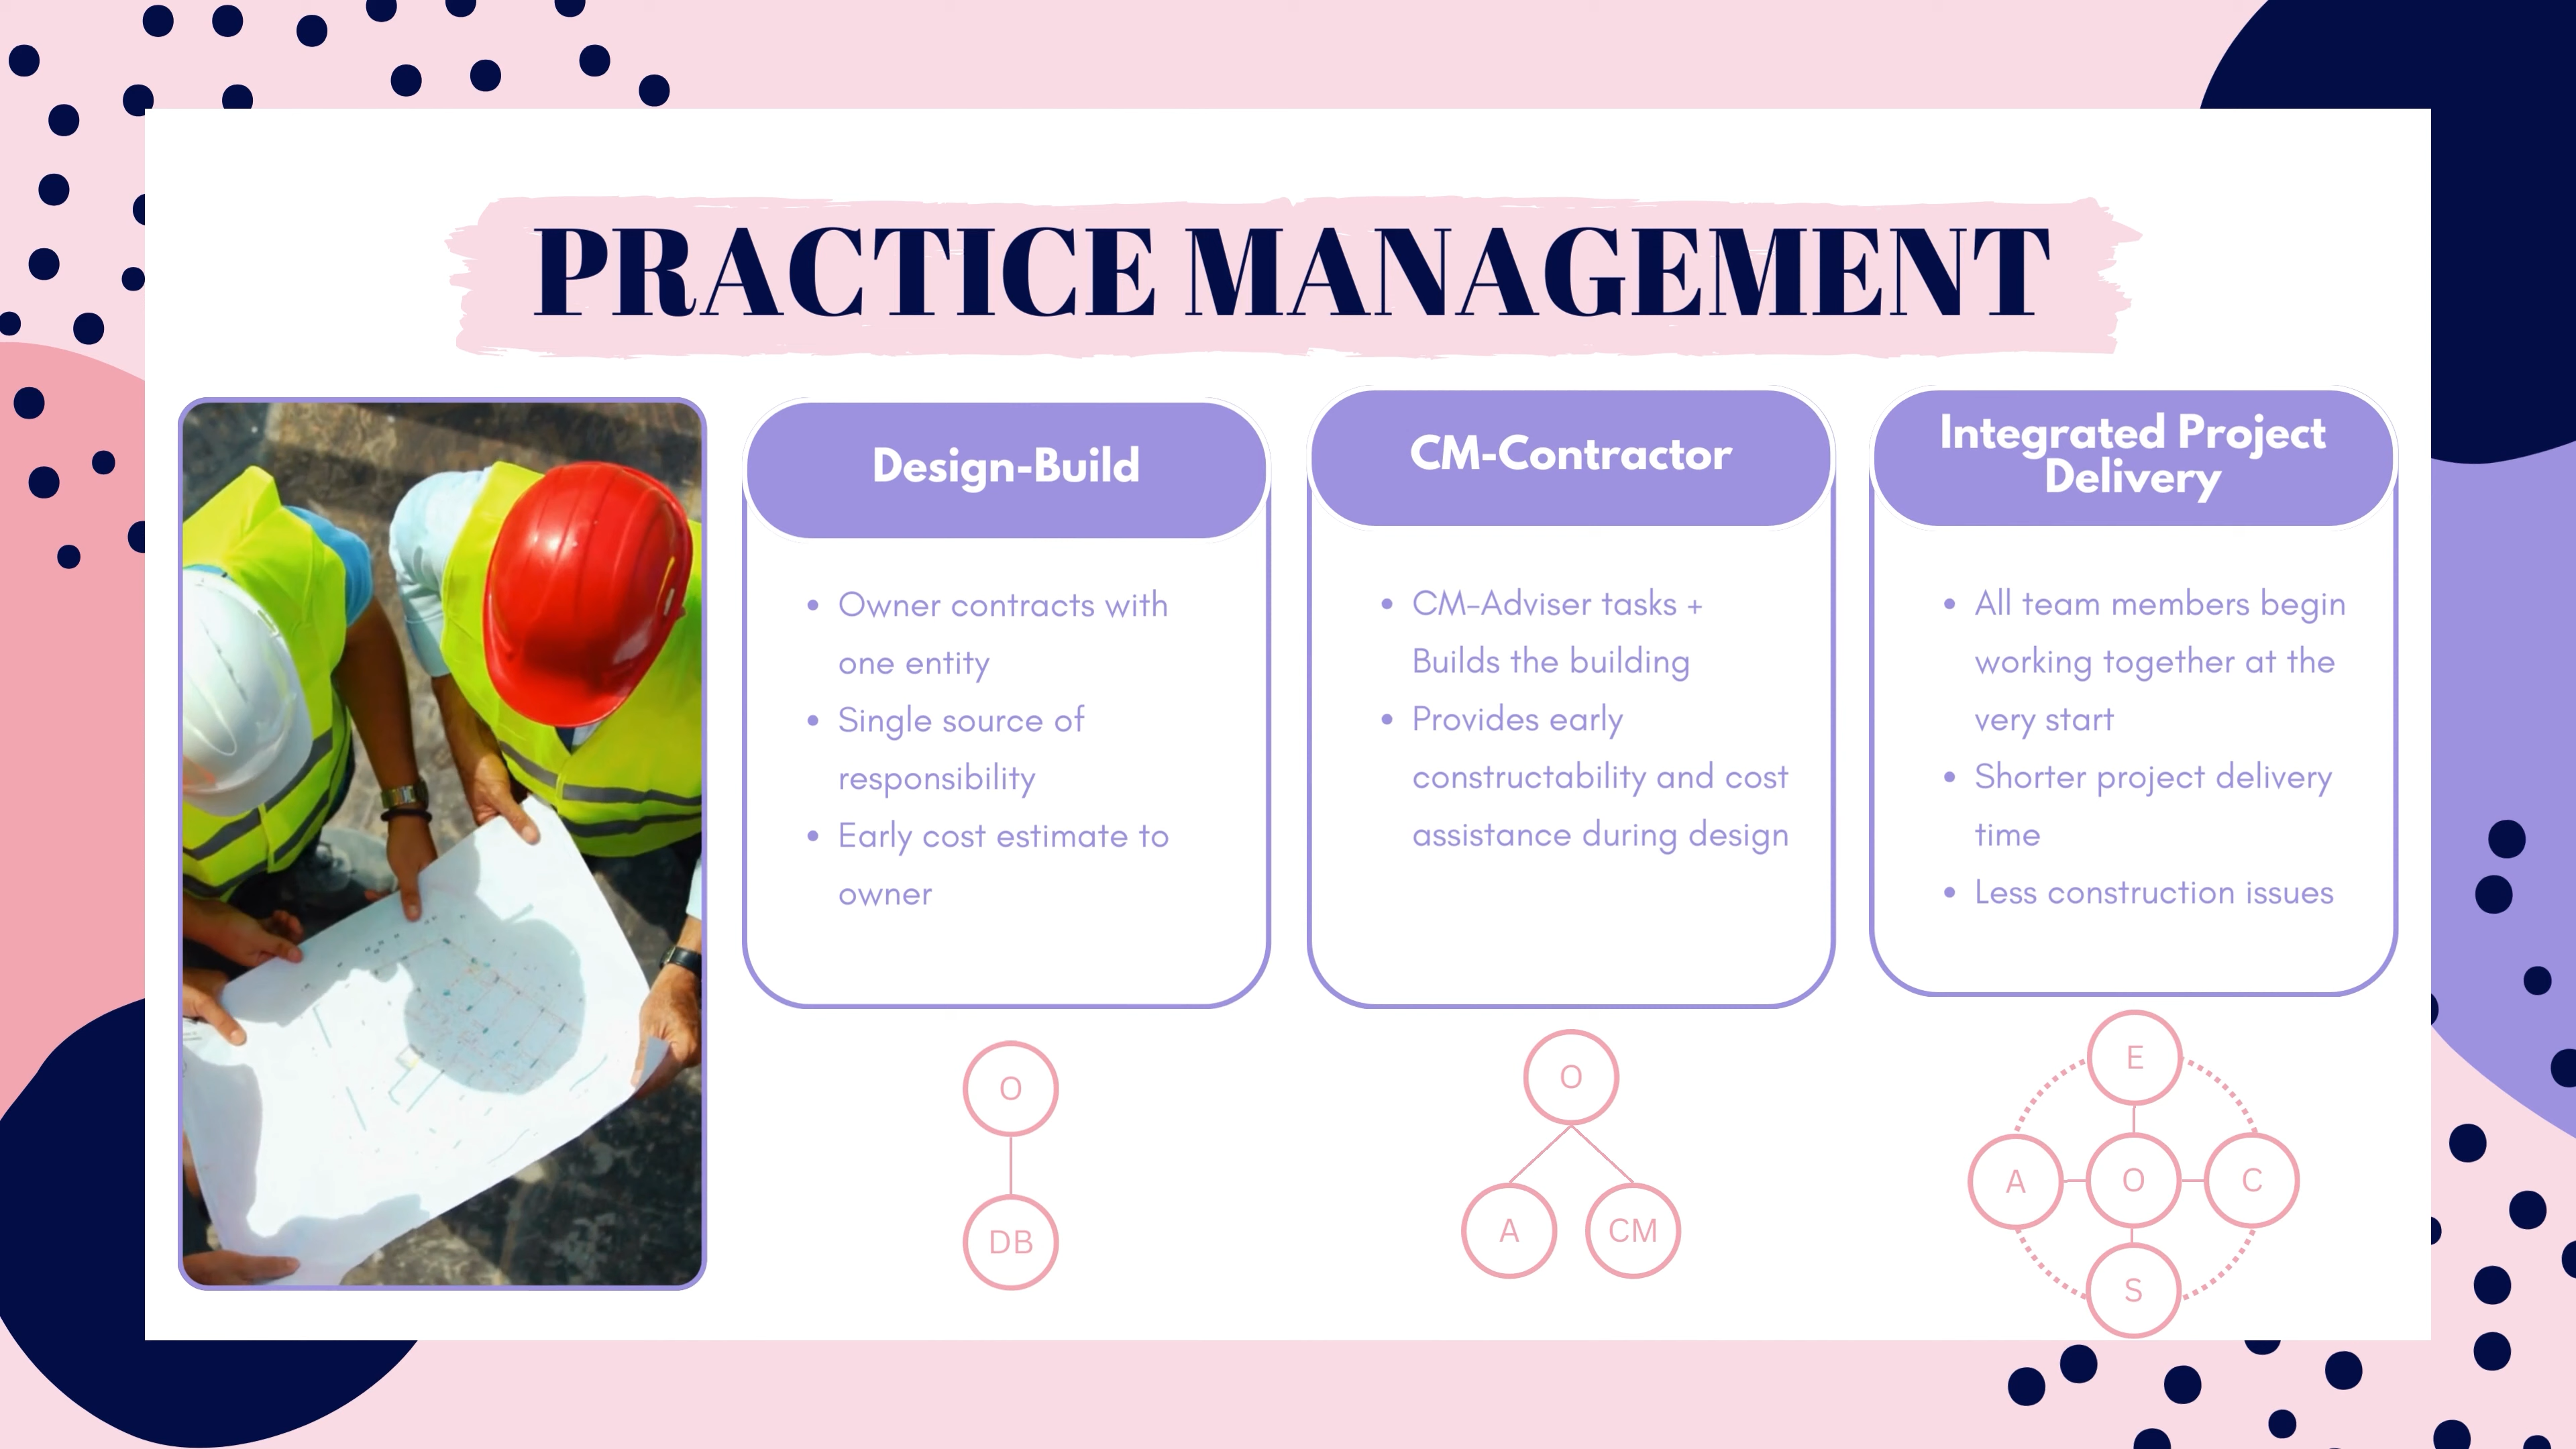 PRACTICE MANAGEMENT
Design-Build
• Owner contracts with
one entity
• Single source of
responsibility
• Early cost estimate to
owner
O
DB
CM-Contractor
• CM-Adviser tasks +
Builds the building
• Provides early
constructability and cost
assistance during design
O
A CM
Integrated Project
Delivery
• All team members begin
working together at the
very start
• Shorter project delivery
time
• Less construction issues
E
A O C
S